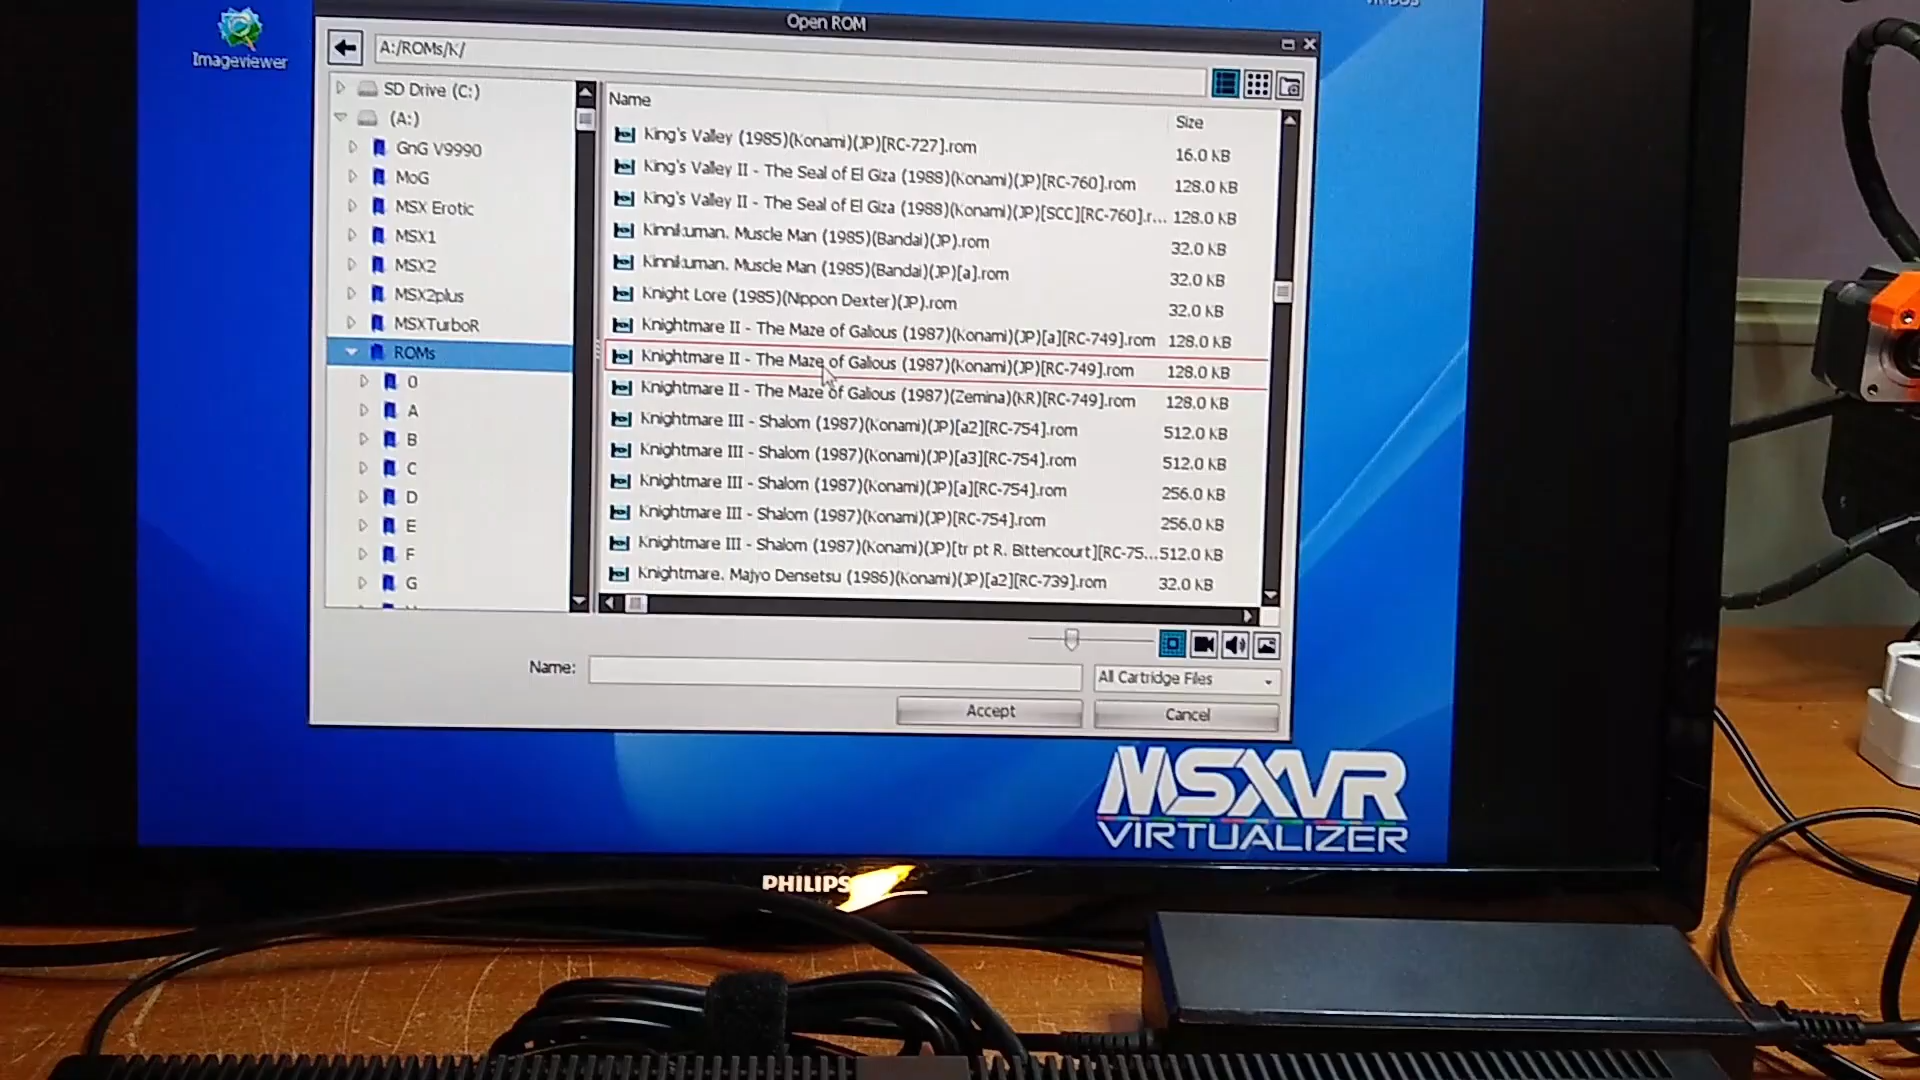 Open ROM
Imageviewer
A:/ROMs/K/
SD Drive (C:)
(A:)
GnG V9990
MoG
MSX Erotic
MSX1
MSX2
MSX2plus
MSXTurboR
ROMs
0
A
B
C
D
E
F
G
Name
Size
King's Valley (1985)(Konami)(JP)[RC-727].rom 16.0 KB
King's Valley II - The Seal of El Giza (1988)(Konami)(JP)[RC-760].rom 128.0 KB
King's Valley II - The Seal of El Giza (1988)(Konami)(JP)[SCC][RC-760].r... 128.0 KB
Kinnikuman. Muscle Man (1985)(Bandai)(JP).rom 32.0 KB
Kinnikuman. Muscle Man (1985)(Bandai)(JP)[a].rom 32.0 KB
Knight Lore (1985)(Nippon Dexter)(JP).rom 32.0 KB
Knightmare II - The Maze of Galious (1987)(Konami)(JP)[a][RC-749].rom 128.0 KB
Knightmare II - The Maze of Galious (1987)(Konami)(JP)[RC-749].rom 128.0 KB
Knightmare II - The Maze of Galious (1987)(Zemina)(KR)[RC-749].rom 128.0 KB
Knightmare III - Shalom (1987)(Konami)(JP)[a2][RC-754].rom 512.0 KB
Knightmare III - Shalom (1987)(Konami)(JP)[a3][RC-754].rom 512.0 KB
Knightmare III - Shalom (1987)(Konami)(JP)[a][RC-754].rom 256.0 KB
Knightmare III - Shalom (1987)(Konami)(JP)[RC-754].rom 256.0 KB
Knightmare III - Shalom (1987)(Konami)(JP)[tr pt R. Bittencourt][RC-75... 512.0 KB
Knightmare. Majyo Densetsu (1986)(Konami)(JP)[a2][RC-739].rom 32.0 KB
Name:
All Cartridge Files
Accept
Cancel
MSXVR
VIRTUALIZER
PHILIPS